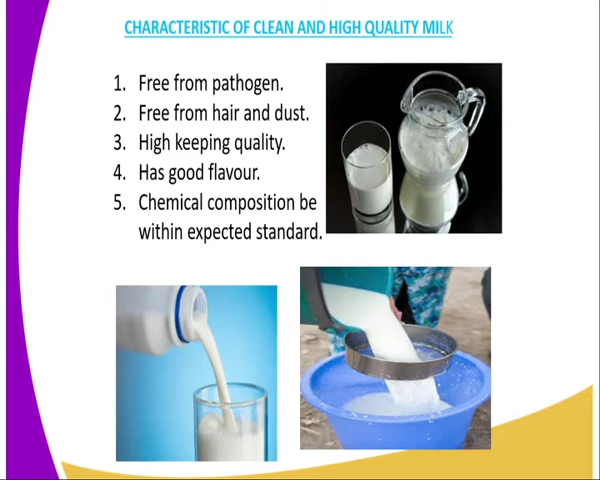 CHARACTERISTIC OF CLEAN AND HIGH QUALITY MILK
1. Free from pathogen.
2. Free from hair and dust.
3. High keeping quality.
4. Has good flavour.
5. Chemical composition be
within expected standard.